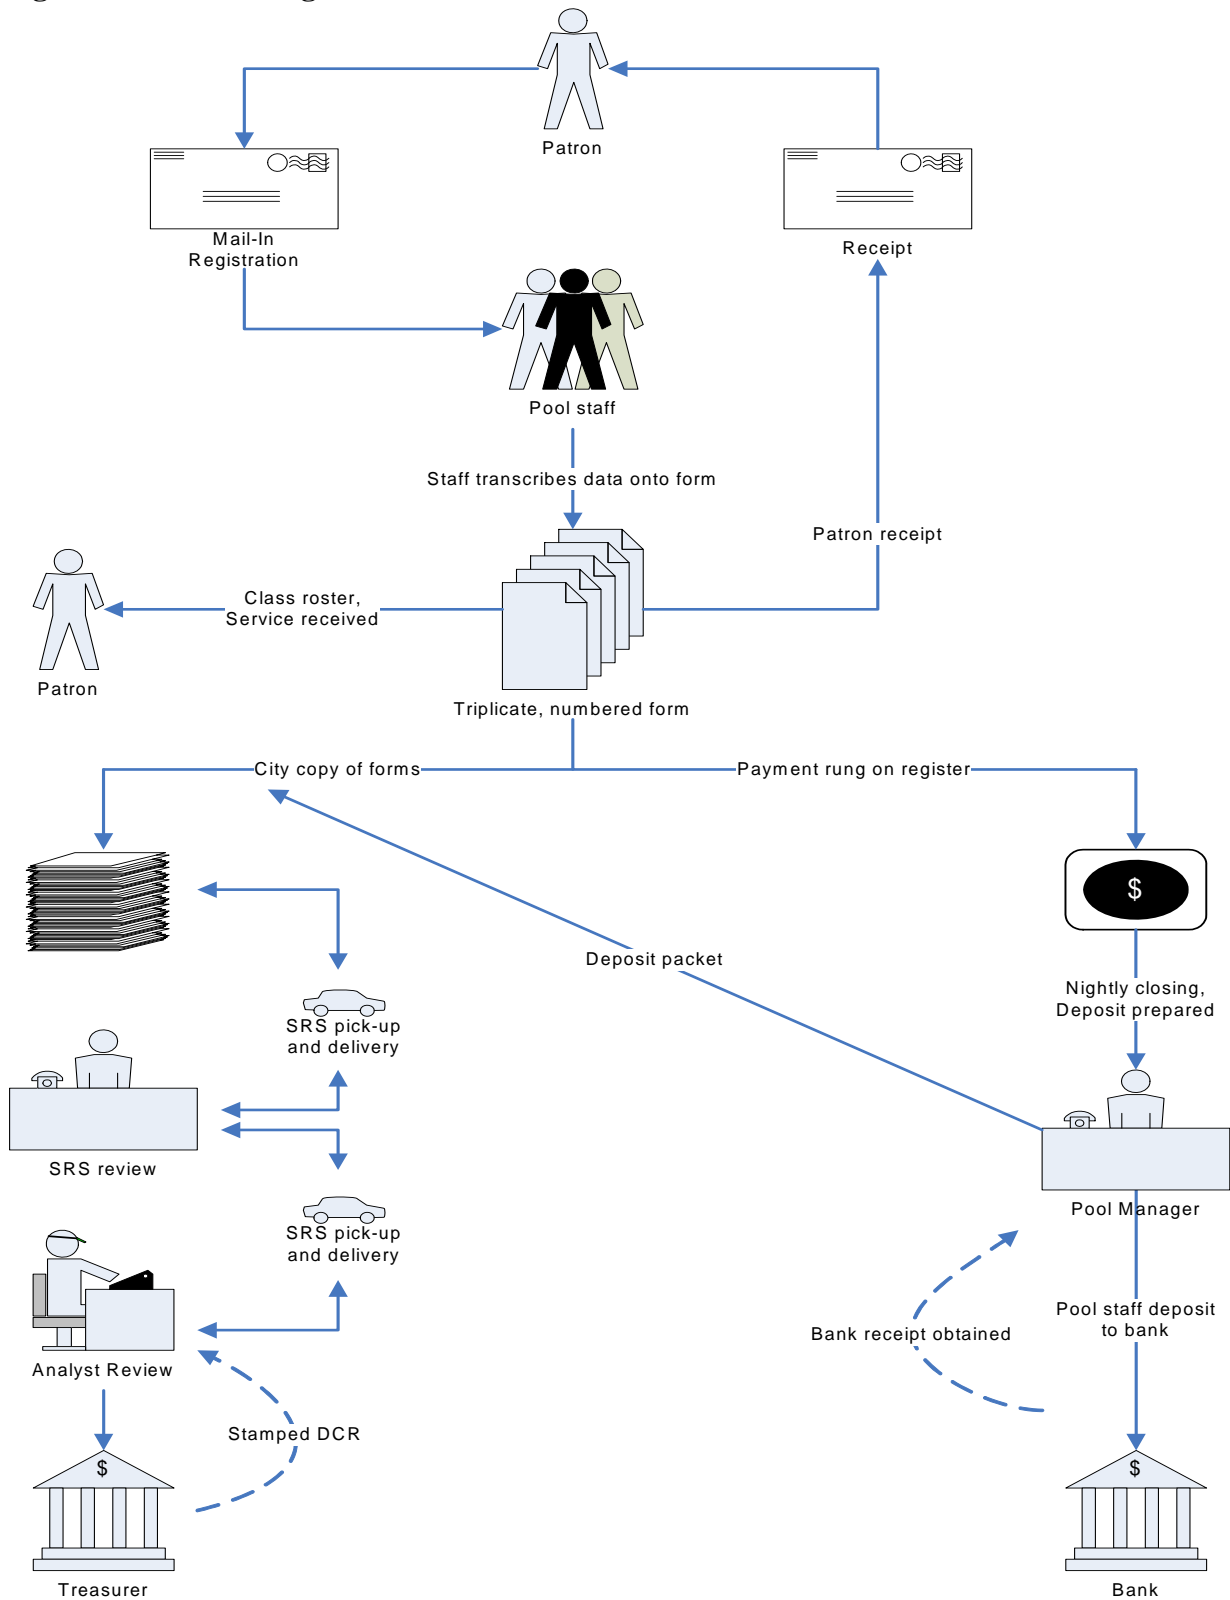 Patron
Mail-In
Registration
Receipt
Pool staff
Staff transcribes data onto form
Patron receipt
Class roster,
Service received
Patron
Triplicate, numbered form
City copy of forms
Payment rung on register
$
Deposit packet
Nightly closing,
Deposit prepared
SRS pick-up
and delivery
SRS review
Pool Manager
SRS pick-up
and delivery
Pool staff deposit
to bank
Bank receipt obtained
Analyst Review
Stamped DCR
$
$
Treasurer
Bank